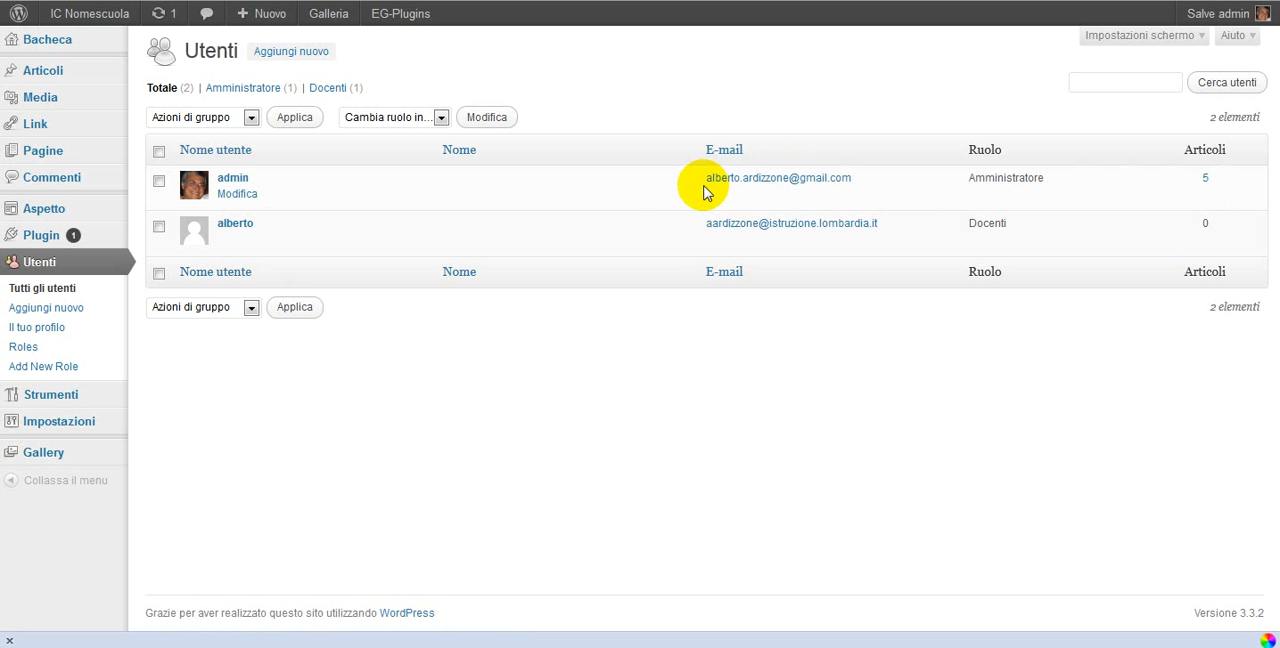 IC Nomescuola 1 Nuovo Galleria EG-Plugins Salve admin
Bacheca
Articoli
Media
Link
Pagine
Commenti
Aspetto
Plugin 1
Utenti
Tutti gli utenti
Aggiungi nuovo
Il tuo profilo
Roles
Add New Role
Strumenti
Impostazioni
Gallery
Collassa il menu
Impostazioni schermo Aiuto
Utenti Aggiungi nuovo
Totale (2) | Amministratore (1) | Docenti (1)
Cerca utenti
Azioni di gruppo Applica Cambia ruolo in... Modifica 2 elementi
Nome utente Nome E-mail Ruolo Articoli
admin alberto.ardizzone@gmail.com Amministratore 5
Modifica
alberto aardizzone@istruzione.lombardia.it Docenti 0
Nome utente Nome E-mail Ruolo Articoli
Azioni di gruppo Applica 2 elementi
Grazie per aver realizzato questo sito utilizzando WordPress Versione 3.3.2